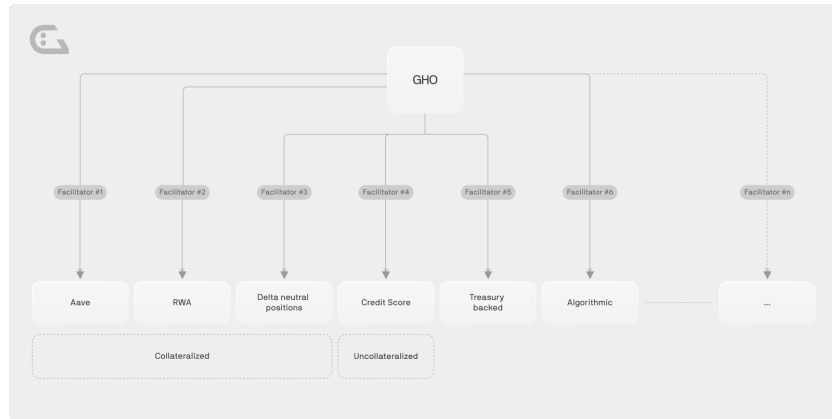 GHO
Facilitator #1
Facilitator #2
Facilitator #3
Facilitator #4
Facilitator #5
Facilitator #6
Facilitator #n
Aave
RWA
Delta neutral
positions
Credit Score
Treasury
backed
Algorithmic
...
Collateralized
Uncollateralized